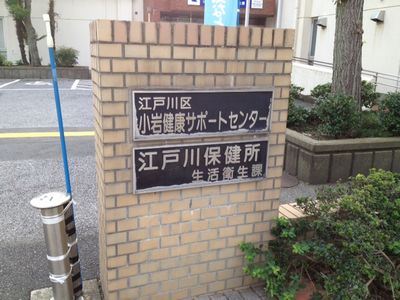 江戸川区
小岩健康サポートセンター
江戸川保健所
生活衛生課